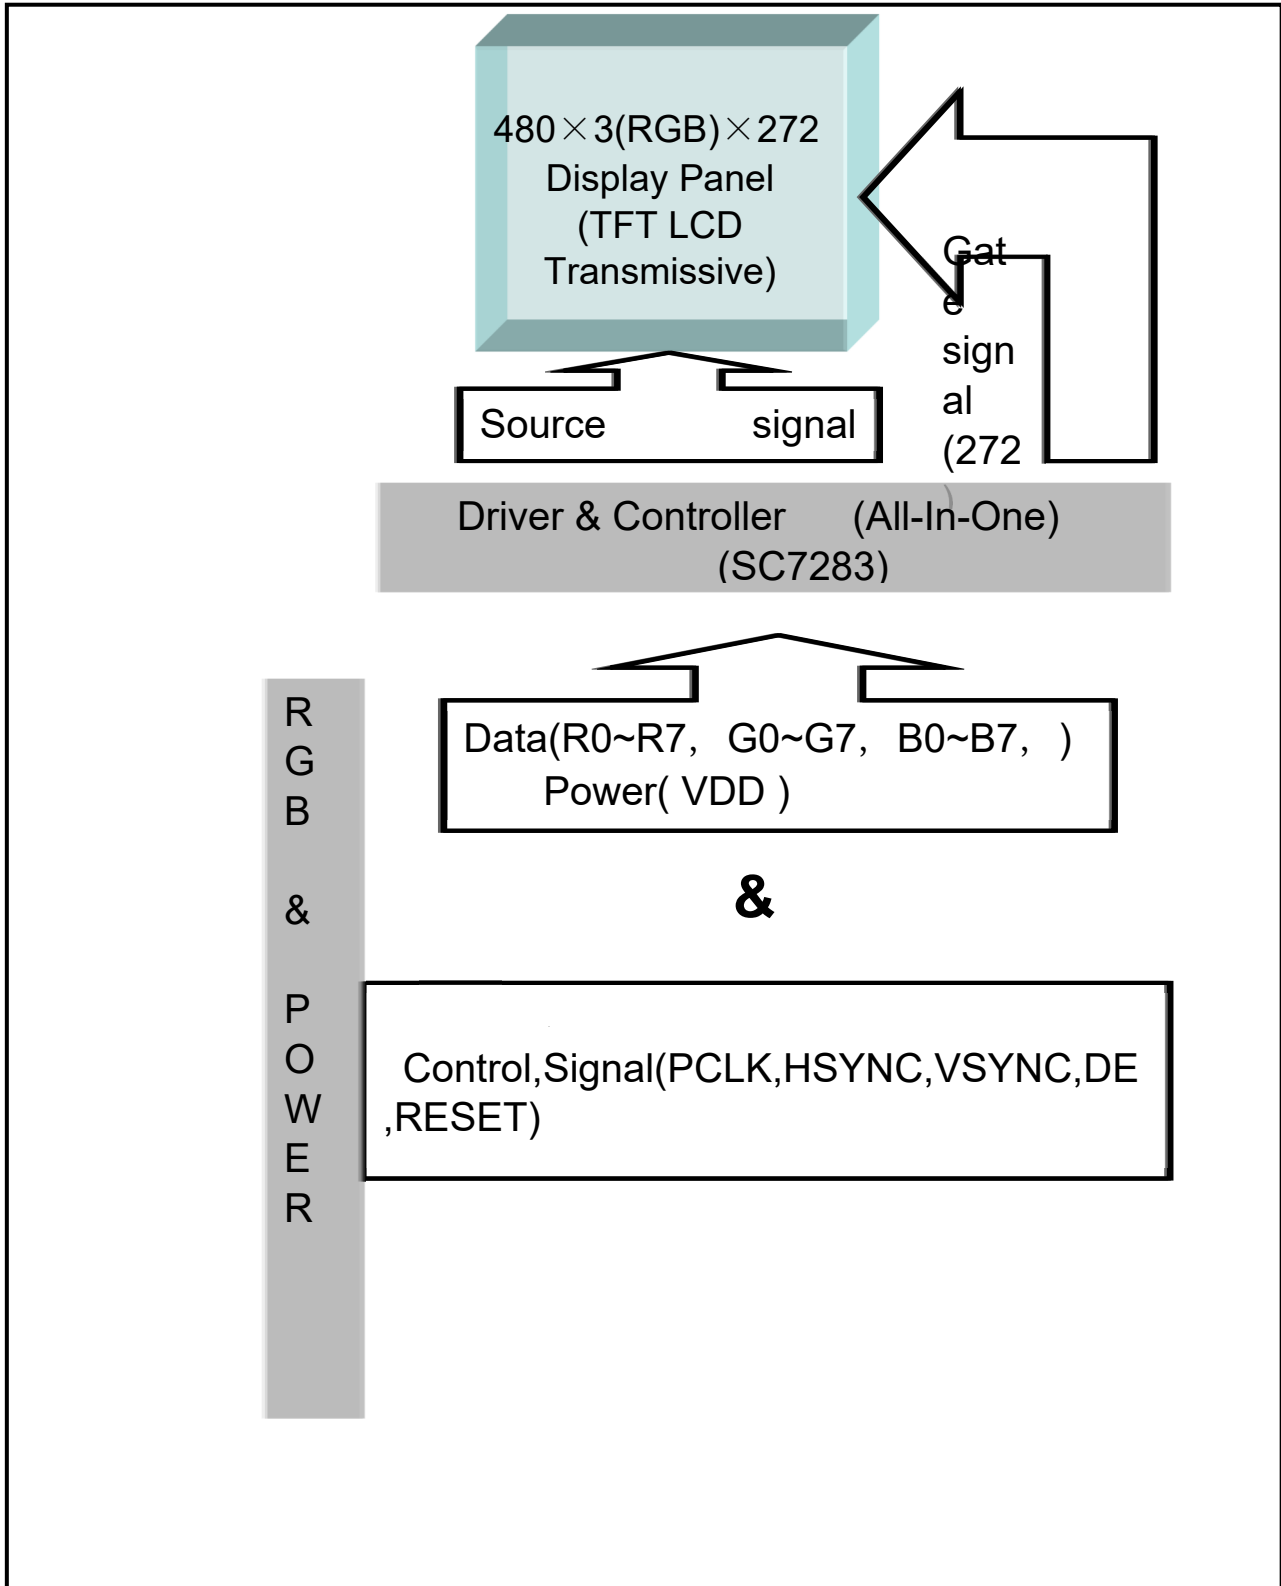 480×3(RGB)×272
Display Panel
(TFT LCD
Transmissive)
Gat
e
sign
al
(272
)
Source signal
Driver & Controller (All-In-One)
(SC7283)
R
G
B
&
P
O
W
E
R
Data(R0~R7, G0~G7, B0~B7, )
Power( VDD )
&
Control,Signal(PCLK,HSYNC,VSYNC,DE
,RESET)